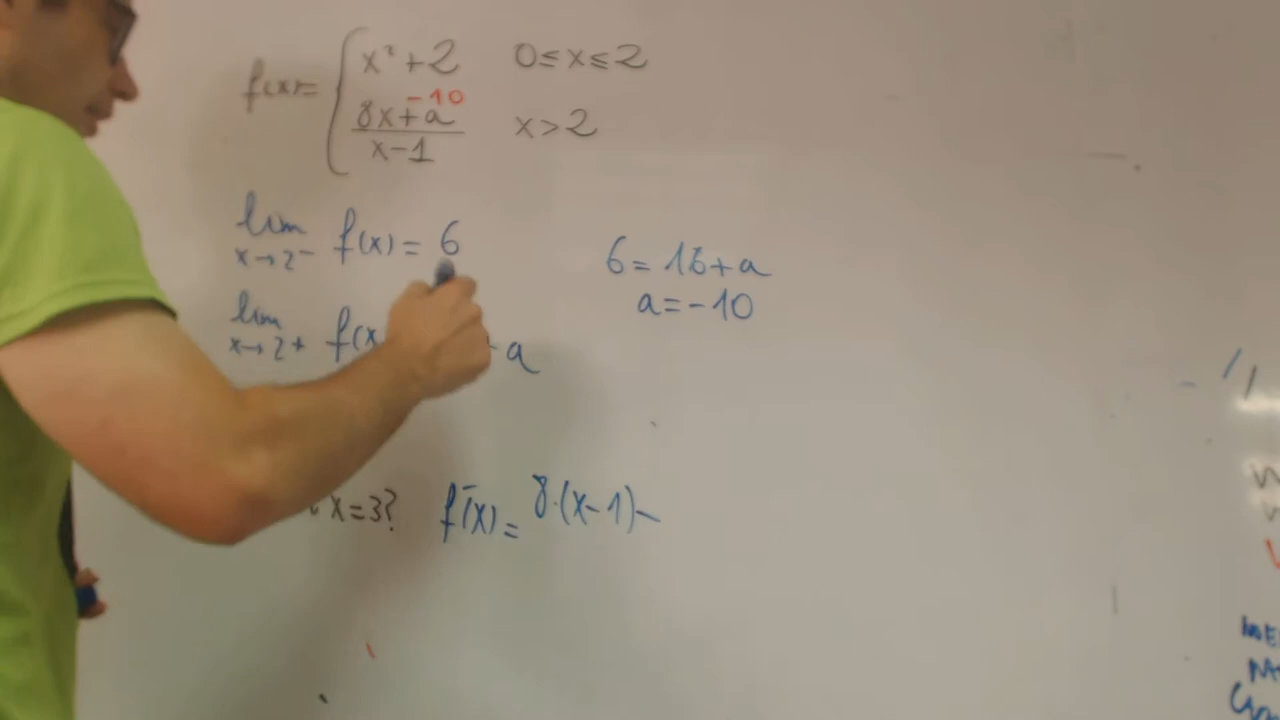 f(x)= { x²+2 0≤x≤2
-10
8x+a x>2
x-1
lim f(x)= 6
x→2⁻
6= 16+a
a=-10
lim f(x
x→2+
a
x=3? f'(x)= 8·(x-1)-